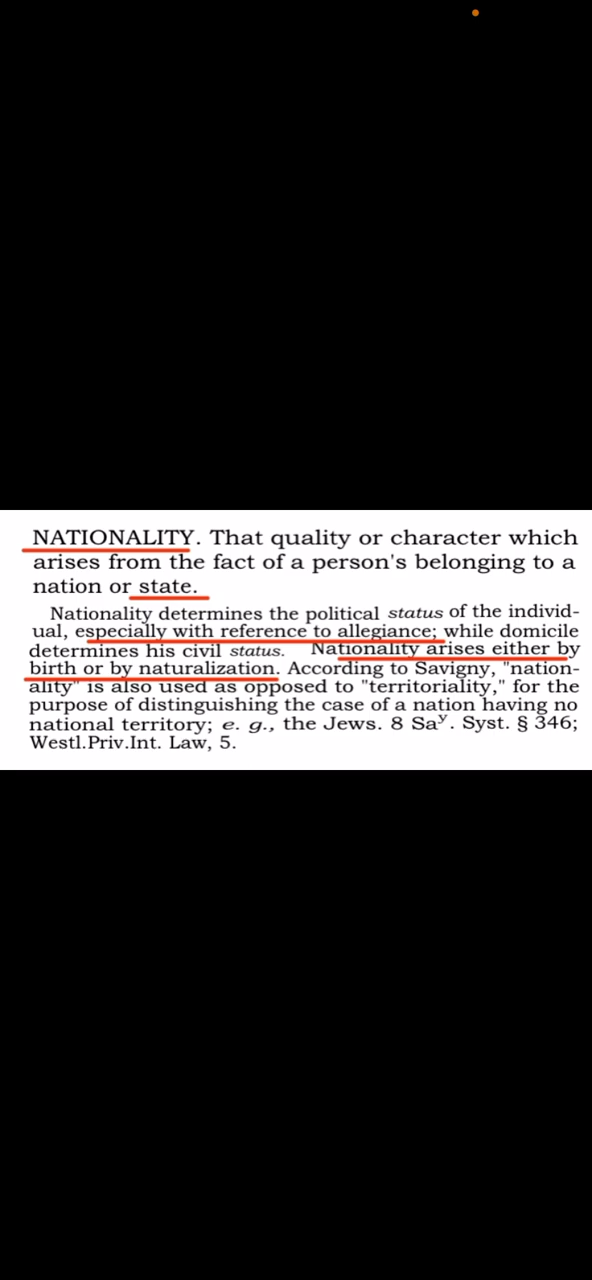 NATIONALITY. That quality or character which
arises from the fact of a person's belonging to a
nation or state.
Nationality determines the political status of the individ-
ual, especially with reference to allegiance; while domicile
determines his civil status. Nationality arises either by
birth or by naturalization. According to Savigny, "nation-
ality" is also used as opposed to "territoriality," for the
purpose of distinguishing the case of a nation having no
national territory; e. g., the Jews. 8 Saʸ. Syst. § 346;
Westl.Priv.Int. Law, 5.